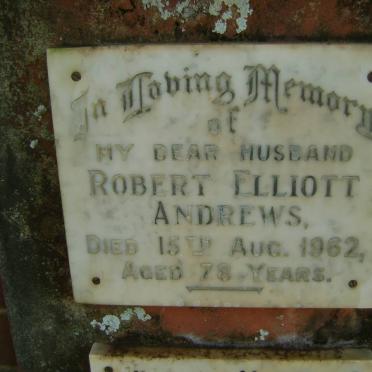 In Loving Memory
of
MY DEAR HUSBAND
ROBERT ELLIOTT
ANDREWS,
DIED 15TH AUG. 1962,
AGED 78 YEARS.